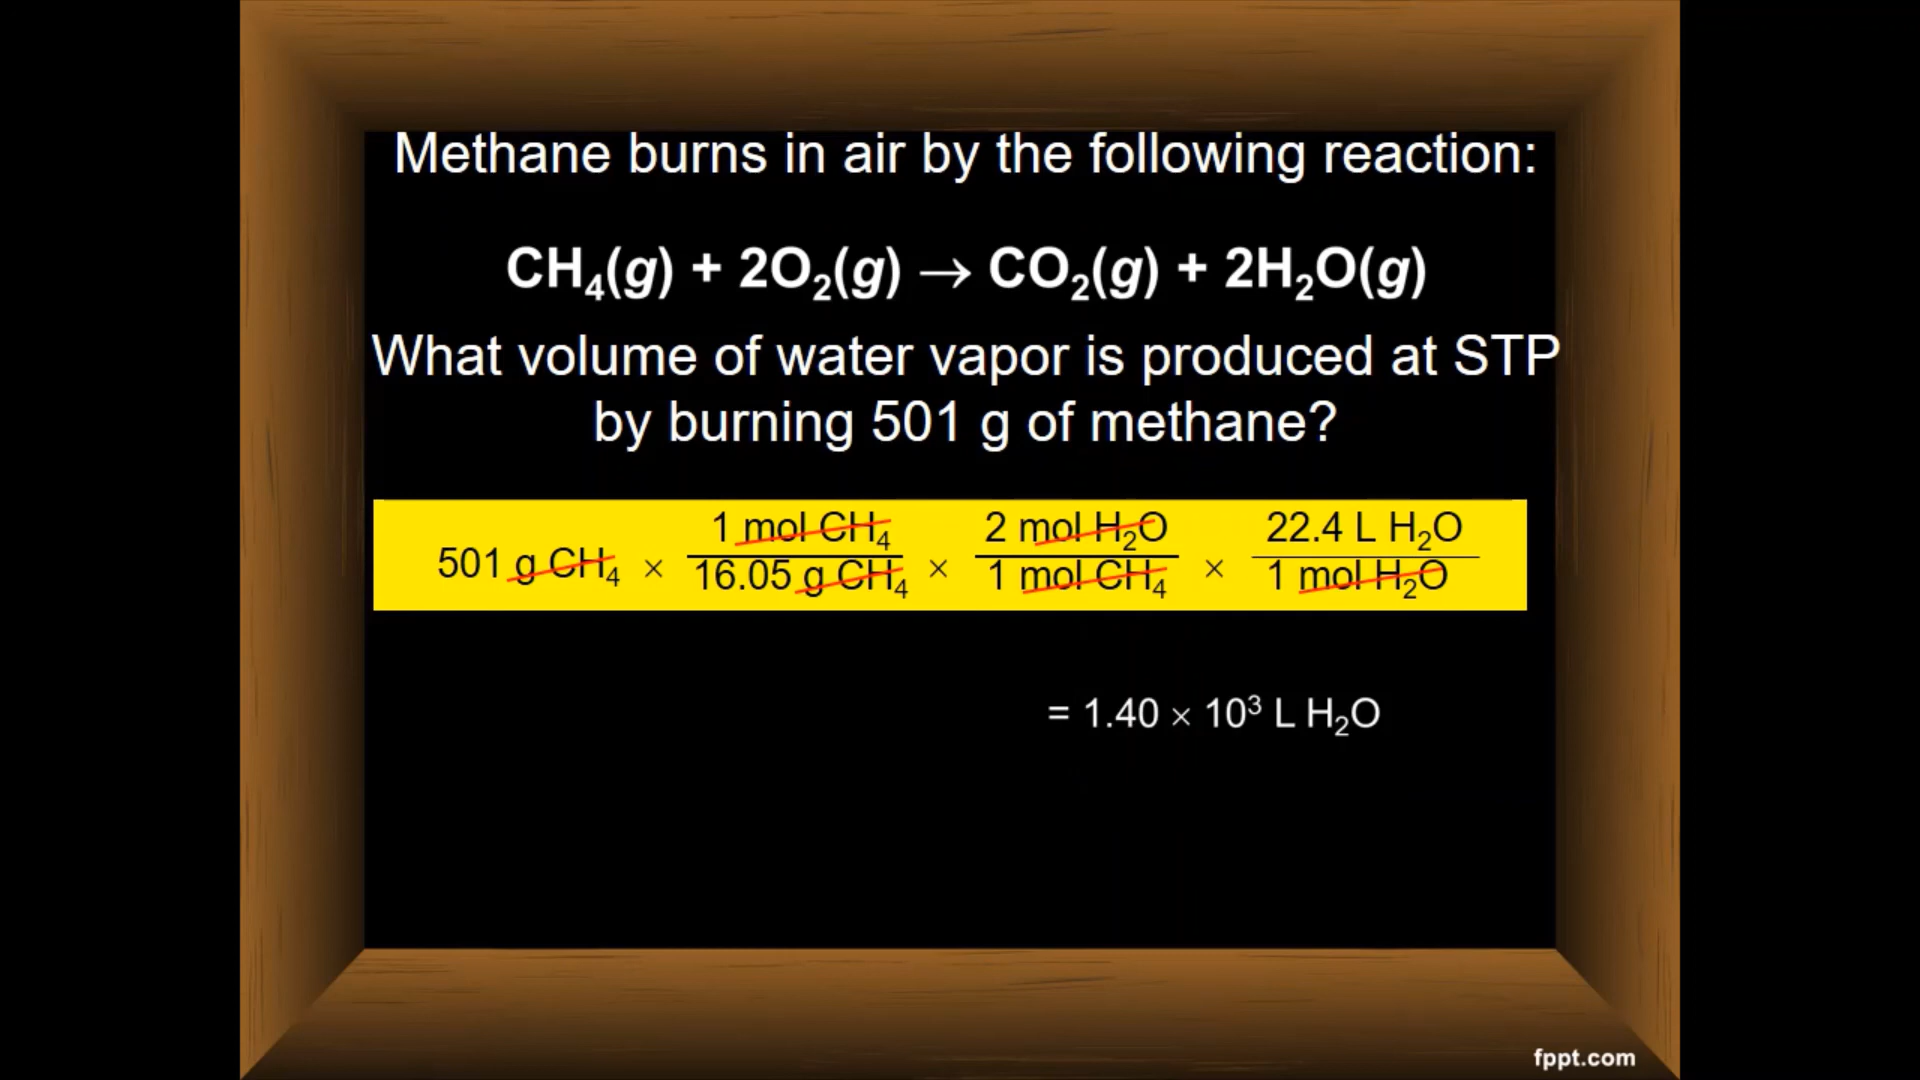 Methane burns in air by the following reaction:
CH₄(g) + 2O₂(g) → CO₂(g) + 2H₂O(g)
What volume of water vapor is produced at STP
by burning 501 g of methane?
501 g CH₄ × 1 mol CH₄ / 16.05 g CH₄ × 2 mol H₂O / 1 mol CH₄ × 22.4 L H₂O / 1 mol H₂O
= 1.40 × 10³ L H₂O
fppt.com